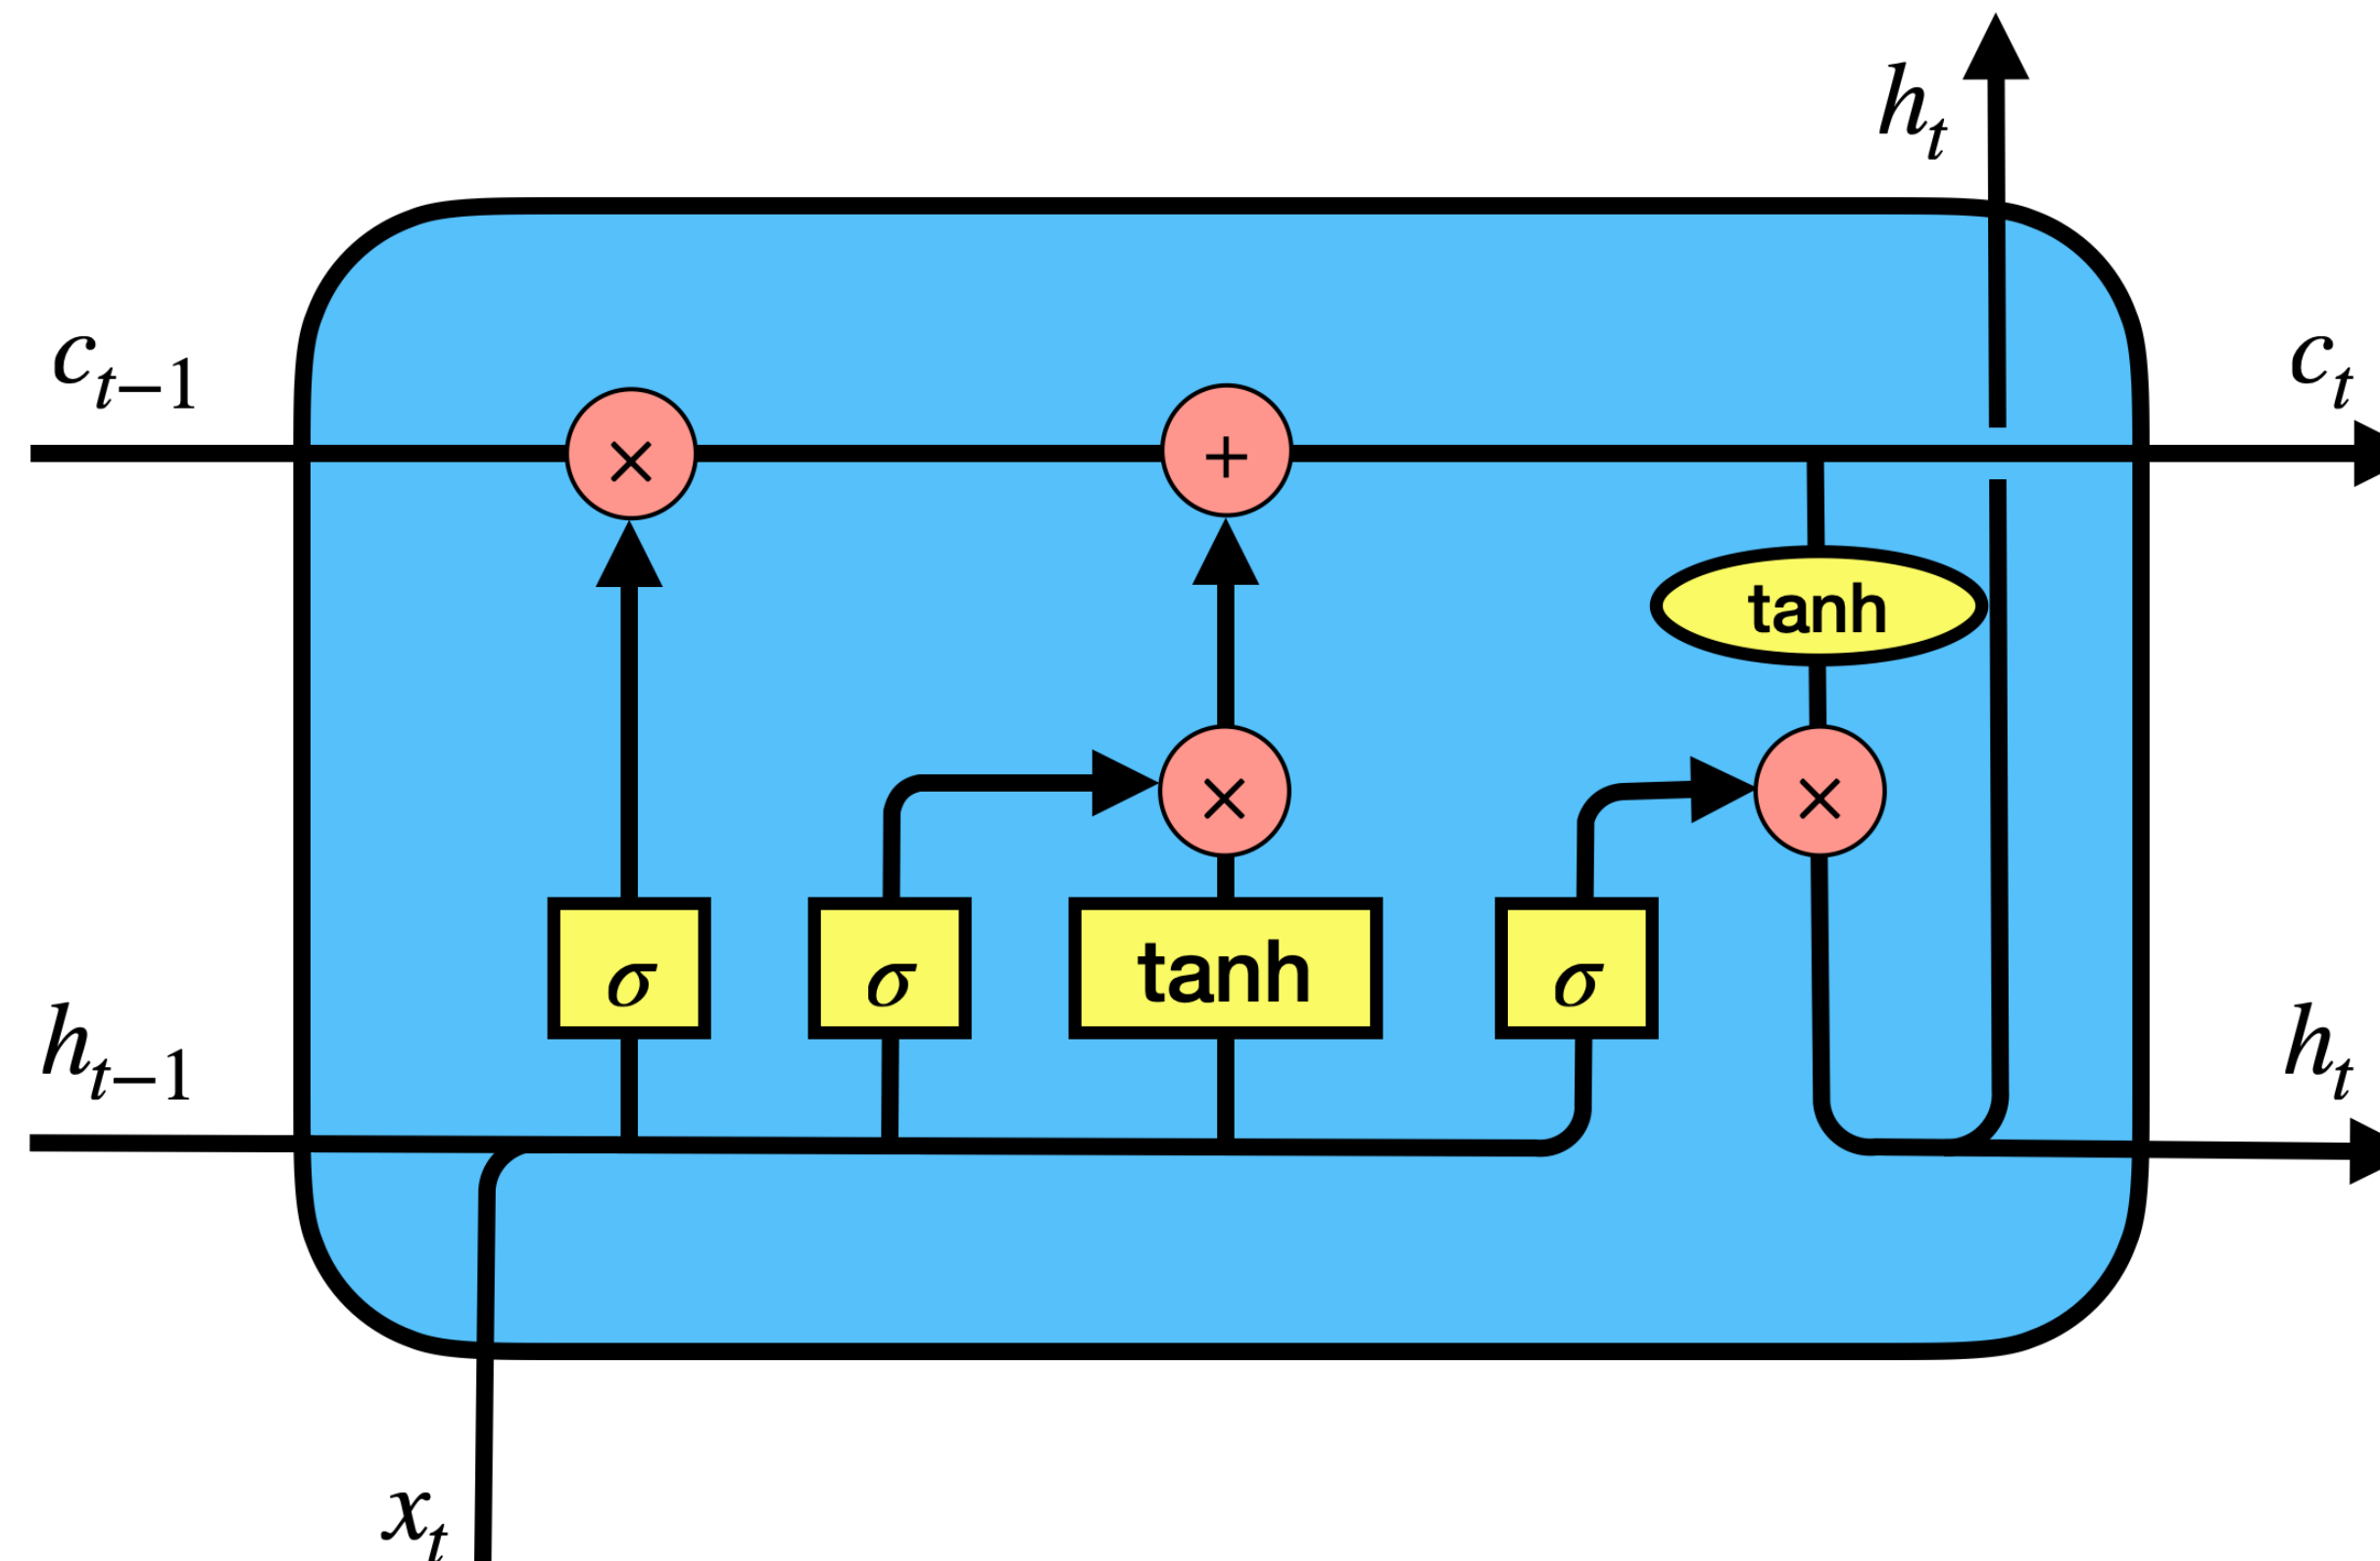 h_t
c_{t−1}
c_t
×
+
tanh
×
×
σ
σ
tanh
σ
h_{t−1}
h_t
x_t